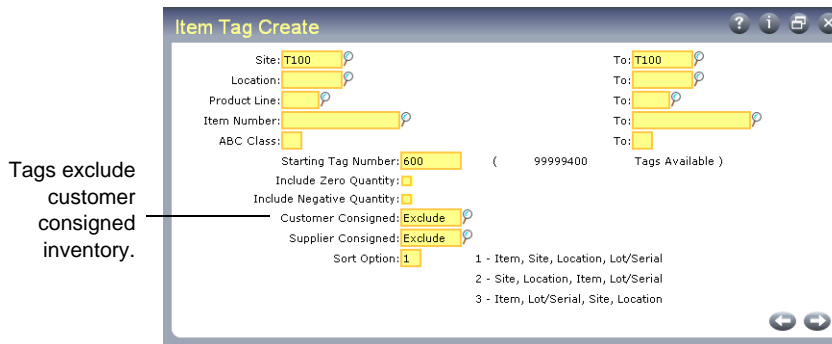 Item Tag Create
Site: T100 To: T100
Location: To:
Product Line: To:
Item Number: To:
ABC Class: To:
Starting Tag Number: 600 ( 99999400 Tags Available )
Include Zero Quantity:
Include Negative Quantity:
Customer Consigned: Exclude
Supplier Consigned: Exclude
Sort Option: 1 1 - Item, Site, Location, Lot/Serial
2 - Site, Location, Item, Lot/Serial
3 - Item, Lot/Serial, Site, Location
Tags exclude
customer
consigned
inventory.